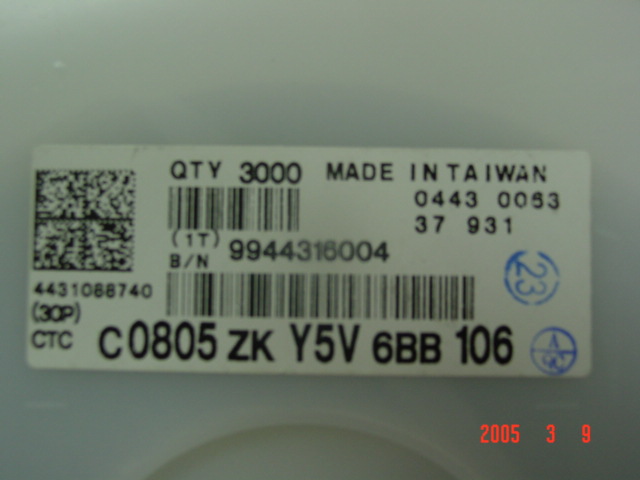 QTY 3000 MADE IN TAIWAN
0443 0063
37 931
(1T)
B/N 9944316004
4431088740
(30P)
CTC C0805 ZK Y5V 6BB 106
23
A
2005 3 9